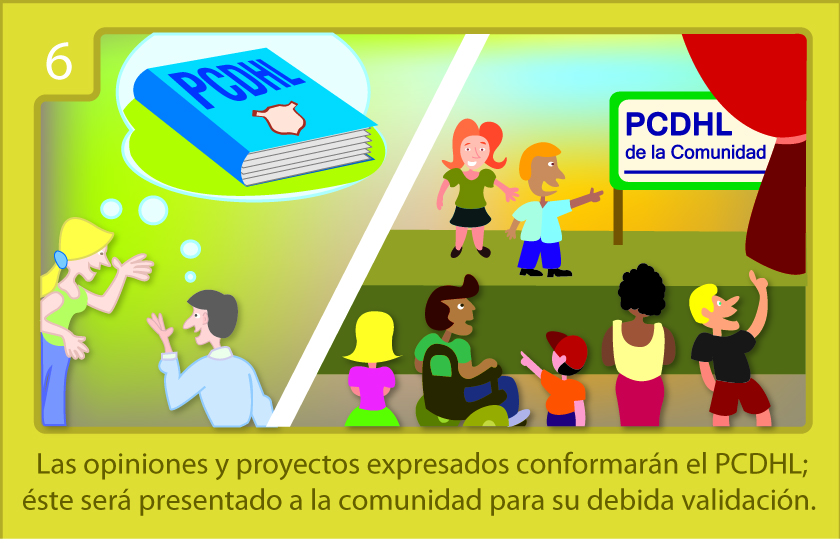 6
PCDHL
PCDHL
de la Comunidad
Las opiniones y proyectos expresados conformarán el PCDHL;
éste será presentado a la comunidad para su debida validación.